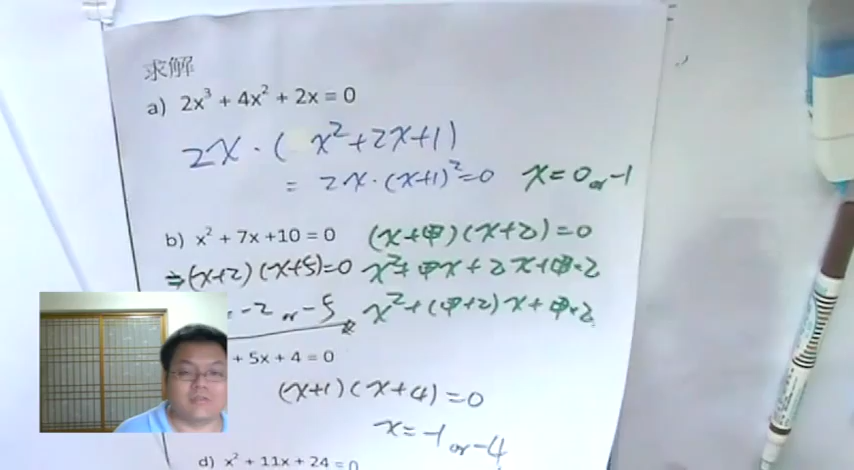 求解
a) 2x³ + 4x² + 2x = 0
2x · ( x² + 2x + 1)
= 2x · (x+1)² = 0 x = 0 or -1
b) x² + 7x + 10 = 0 (x+甲)(x+乙) = 0
⇒ (x+2)(x+5) = 0 x² + 甲x + 乙x + 甲·乙
= -2 or -5 x² + (甲+乙)x + 甲·乙
+ 5x + 4 = 0
(x+1)(x+4) = 0
x = -1 or -4
d) x² + 11x + 24 = 0